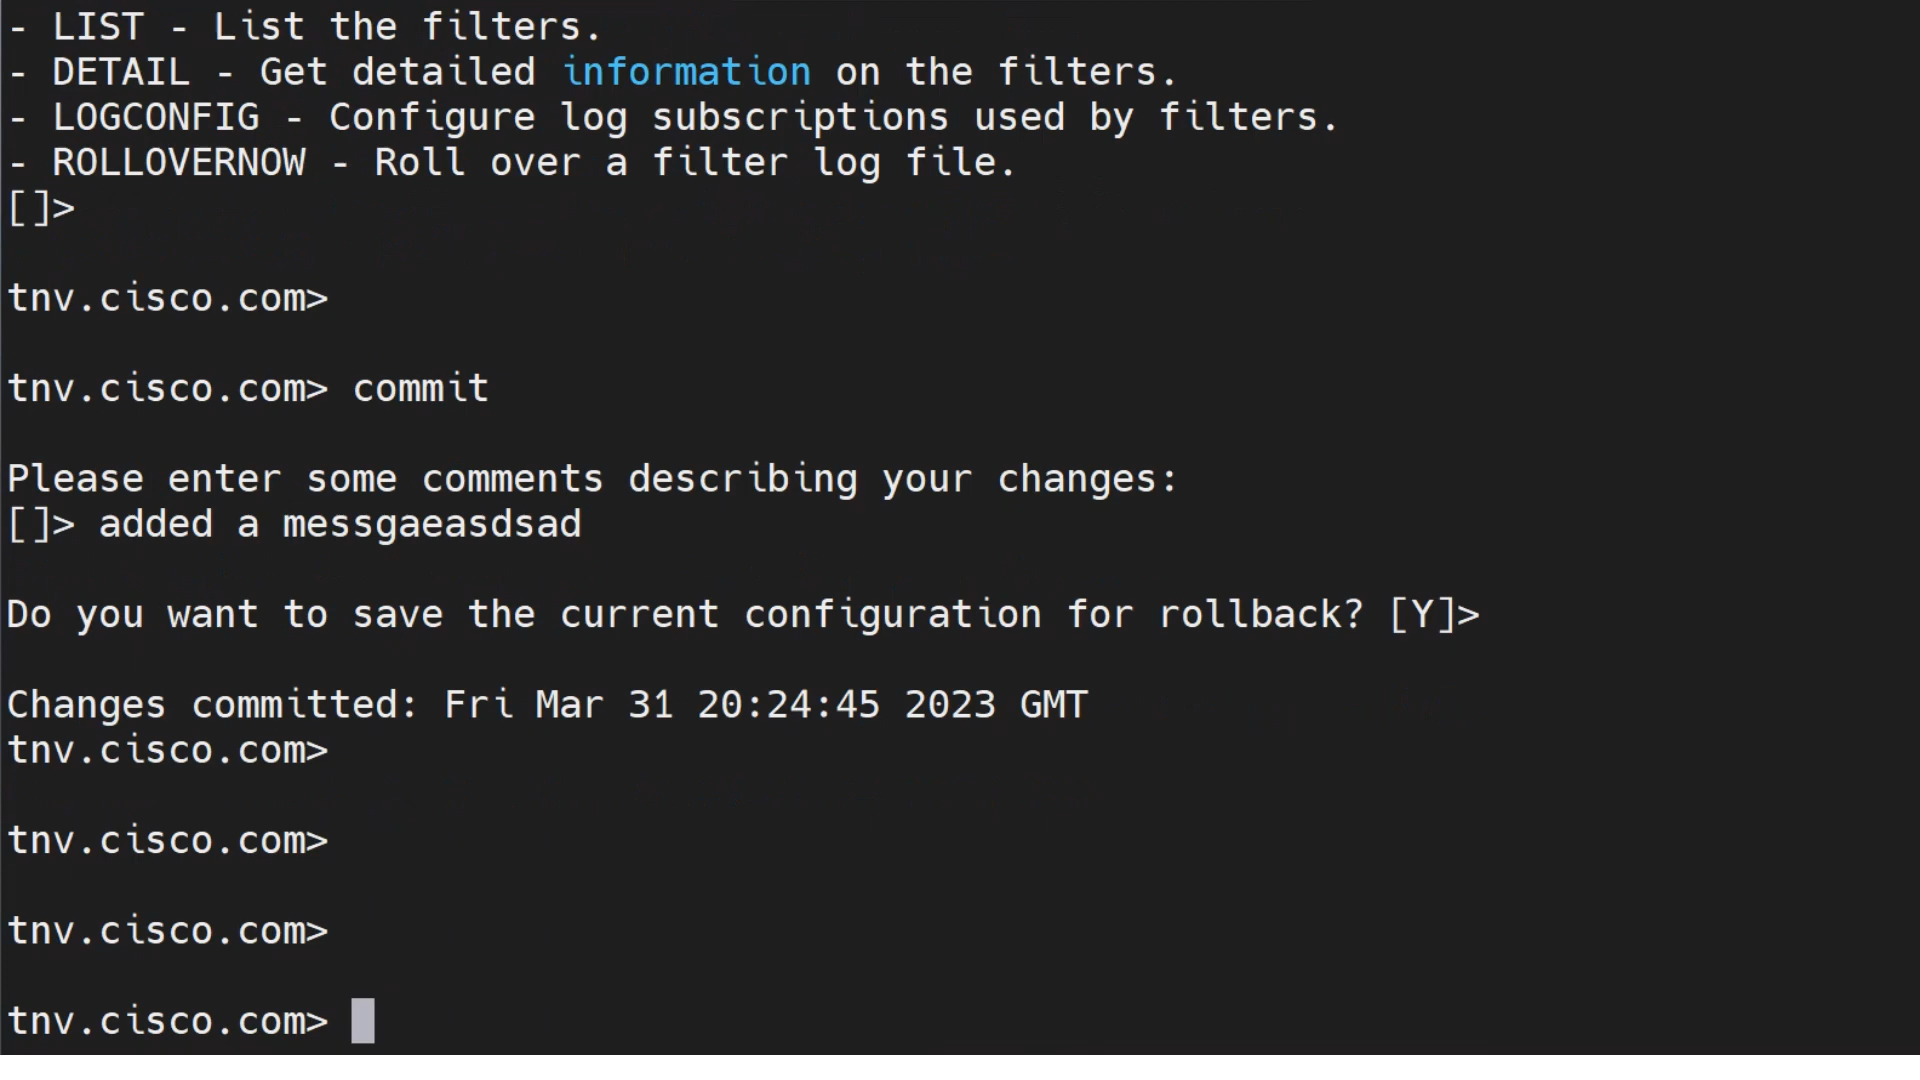 - LIST - List the filters.
- DETAIL - Get detailed information on the filters.
- LOGCONFIG - Configure log subscriptions used by filters.
- ROLLOVERNOW - Roll over a filter log file.
[]>
tnv.cisco.com>
tnv.cisco.com> commit
Please enter some comments describing your changes:
[]> added a messgaeasdsad
Do you want to save the current configuration for rollback? [Y]>
Changes committed: Fri Mar 31 20:24:45 2023 GMT
tnv.cisco.com>
tnv.cisco.com>
tnv.cisco.com>
tnv.cisco.com>